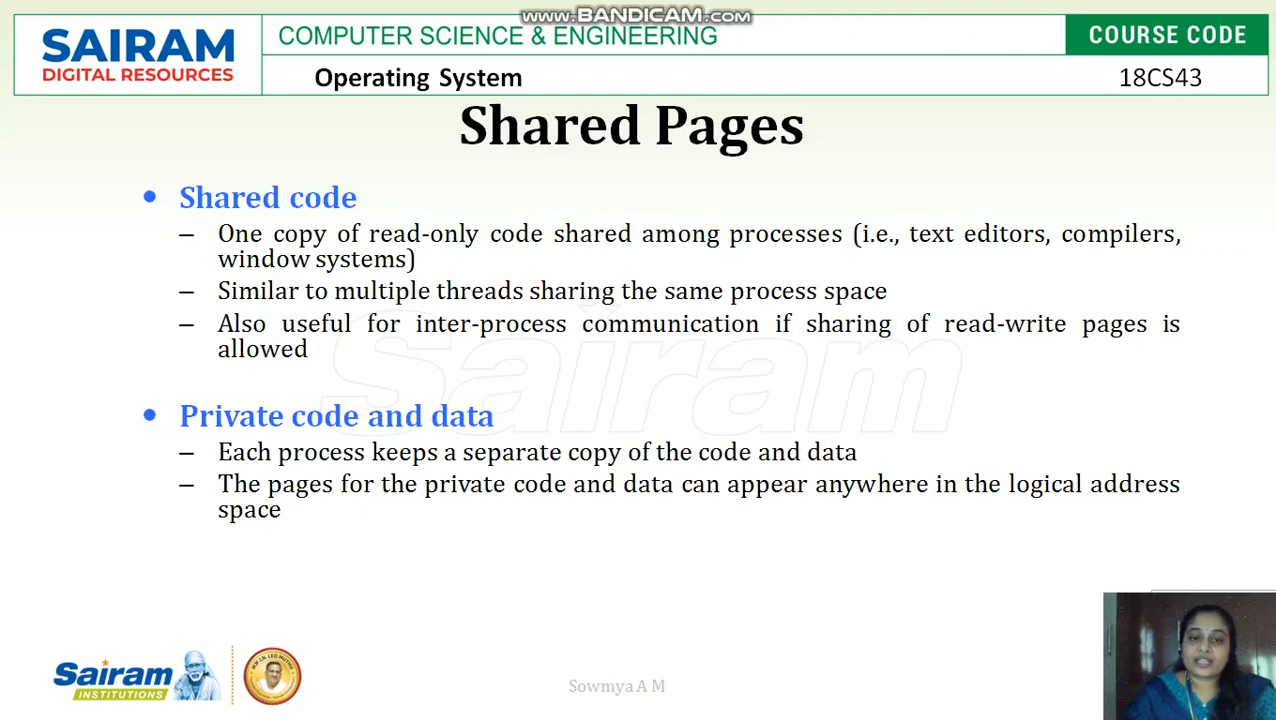 www.BANDICAM.com
SAIRAM
DIGITAL RESOURCES
COMPUTER SCIENCE & ENGINEERING
COURSE CODE
Operating System
18CS43
Shared Pages
• Shared code
– One copy of read-only code shared among processes (i.e., text editors, compilers,
window systems)
– Similar to multiple threads sharing the same process space
– Also useful for inter-process communication if sharing of read-write pages is
allowed
Sairam
• Private code and data
– Each process keeps a separate copy of the code and data
– The pages for the private code and data can appear anywhere in the logical address
space
Sairam
INSTITUTIONS
Sowmya A M